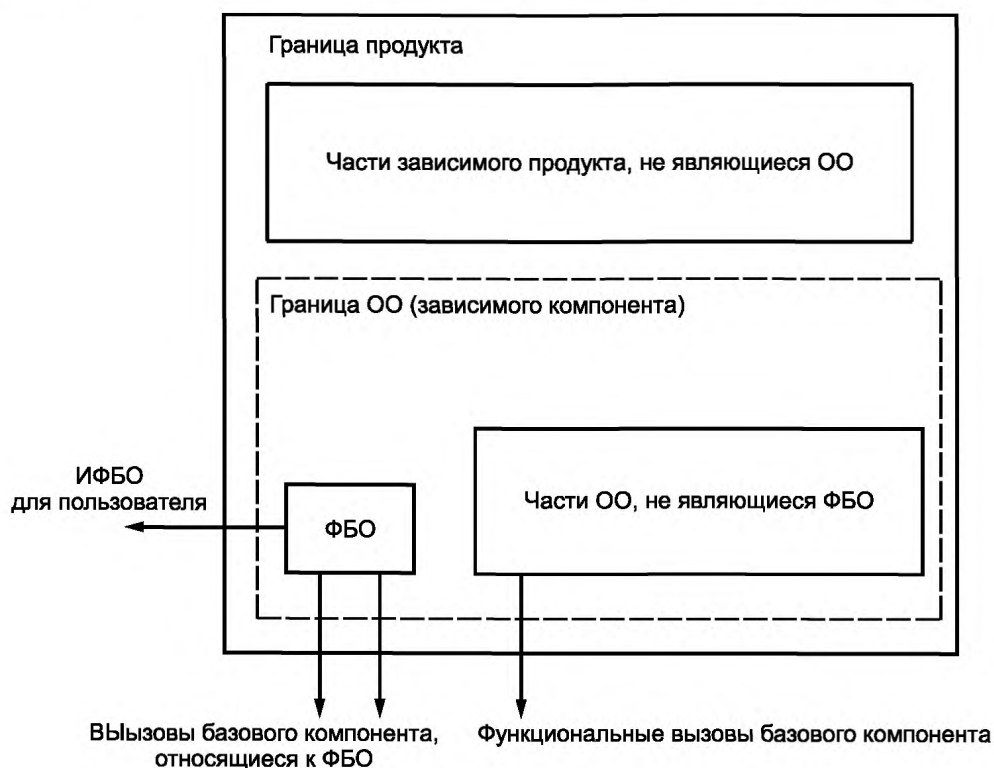 Граница продукта
Части зависимого продукта, не являющиеся ОО
Граница ОО (зависимого компонента)
ИФБО
для пользователя
ФБО
Части ОО, не являющиеся ФБО
ВЫызовы базового компонента,
относящиеся к ФБО
Функциональные вызовы базового компонента